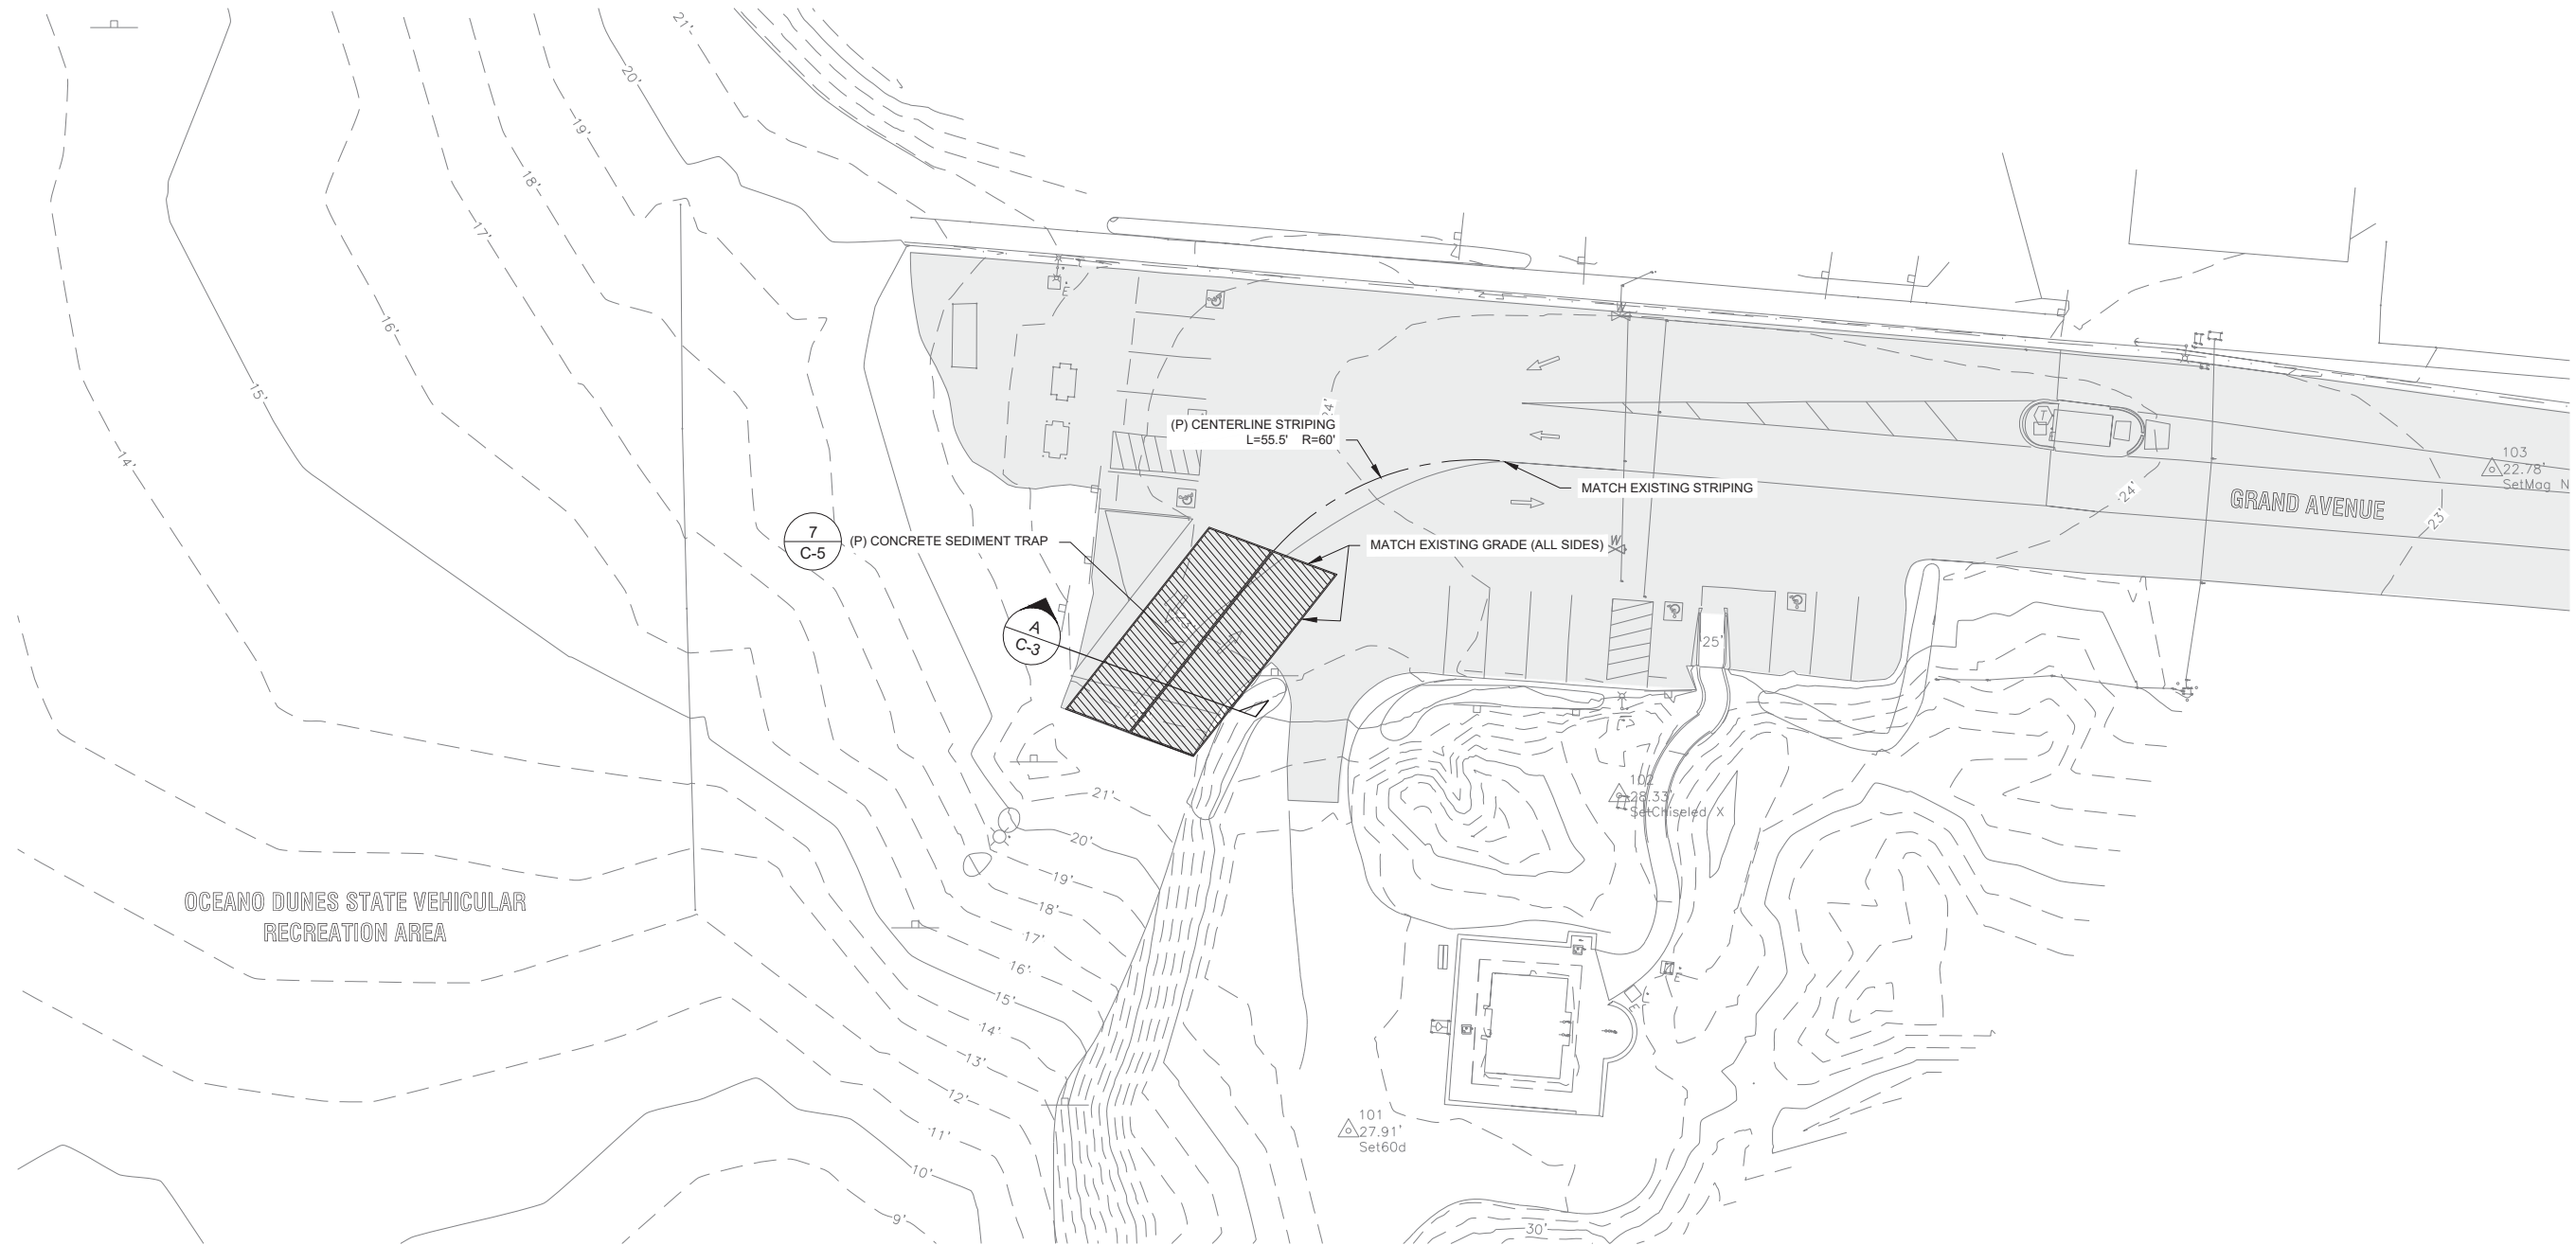 21'
20'
19'
18'
17'
16'
15'
14'
E
W
24'
(P) CENTERLINE STRIPING
L=55.5' R=60'
T
103
22.78'
SetMag N
MATCH EXISTING STRIPING
24'
GRAND AVENUE
23'
7
C-5
(P) CONCRETE SEDIMENT TRAP
MATCH EXISTING GRADE (ALL SIDES)
W
A
C-3
25'
21'
20'
19'
18'
17'
16'
15'
14'
13'
12'
11'
10'
9'
102
28.33'
SetChiseled X
OCEANO DUNES STATE VEHICULAR
RECREATION AREA
E
E
101
27.91'
Set60d
30'